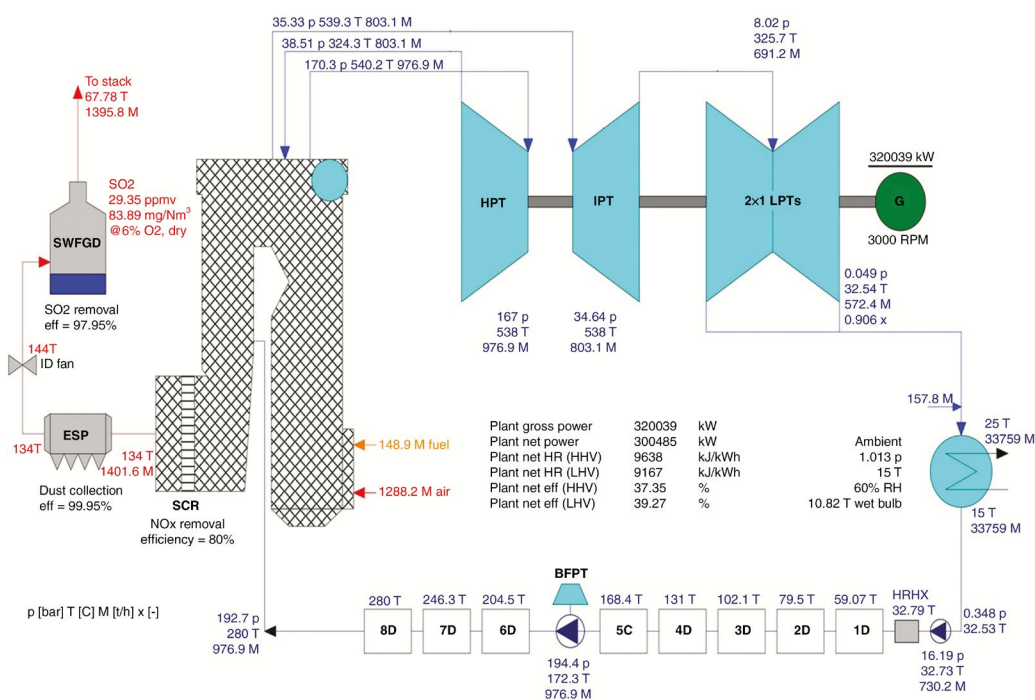 35.33 p 539.3 T 803.1 M
38.51 p 324.3 T 803.1 M
170.3 p 540.2 T 976.9 M
8.02 p
325.7 T
691.2 M
To stack
67.78 T
1395.8 M
SO2
29.35 ppmv
83.89 mg/Nm3
@6% O2, dry
SWFGD
SO2 removal
eff = 97.95%
144T
ID fan
ESP
134T
134 T
1401.6 M
Dust collection
eff = 99.95%
SCR
NOx removal
efficiency = 80%
148.9 M fuel
1288.2 M air
HPT
IPT
2×1 LPTs
320039 kW
G
3000 RPM
167 p
538 T
976.9 M
34.64 p
538 T
803.1 M
0.049 p
32.54 T
572.4 M
0.906 x
157.8 M
25 T
33759 M
15 T
33759 M
Plant gross power 320039 kW
Plant net power 300485 kW
Plant net HR (HHV) 9638 kJ/kWh
Plant net HR (LHV) 9167 kJ/kWh
Plant net eff (HHV) 37.35 %
Plant net eff (LHV) 39.27 %
Ambient
1.013 p
15 T
60% RH
10.82 T wet bulb
p [bar] T [C] M [t/h] x [-]
192.7 p
280 T
976.9 M
280 T
8D
246.3 T
7D
204.5 T
6D
BFPT
194.4 p
172.3 T
976.9 M
168.4 T
5C
131 T
4D
102.1 T
3D
79.5 T
2D
59.07 T
1D
HRHX
32.79 T
0.348 p
32.53 T
16.19 p
32.73 T
730.2 M